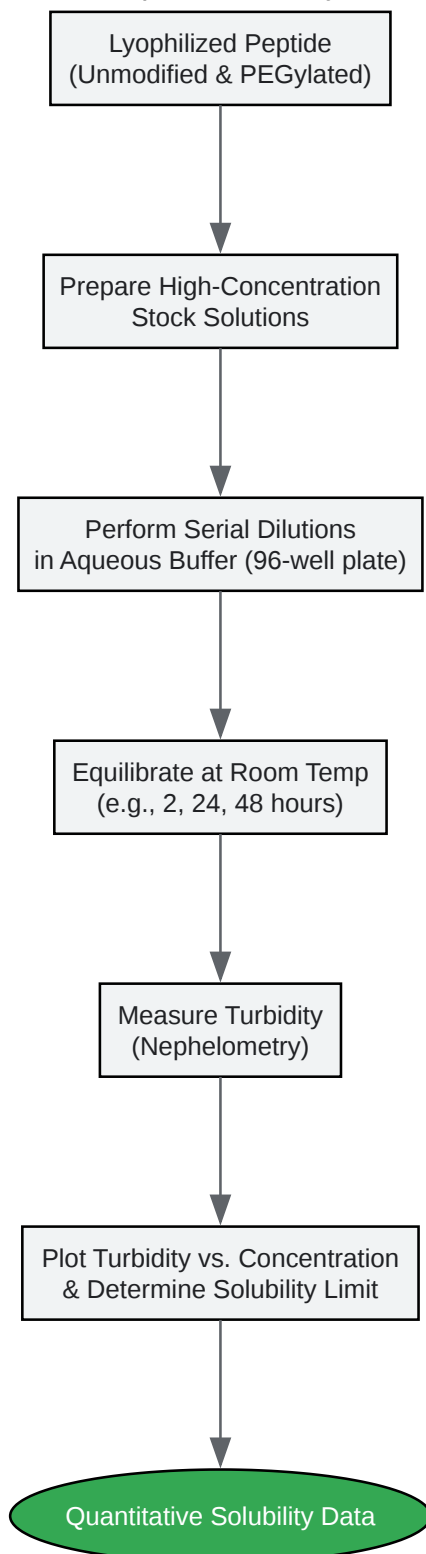 Lyophilized Peptide
(Unmodified & PEGylated)
Prepare High-Concentration
Stock Solutions
Perform Serial Dilutions
in Aqueous Buffer (96-well plate)
Equilibrate at Room Temp
(e.g., 2, 24, 48 hours)
Measure Turbidity
(Nephelometry)
Plot Turbidity vs. Concentration
& Determine Solubility Limit
Quantitative Solubility Data